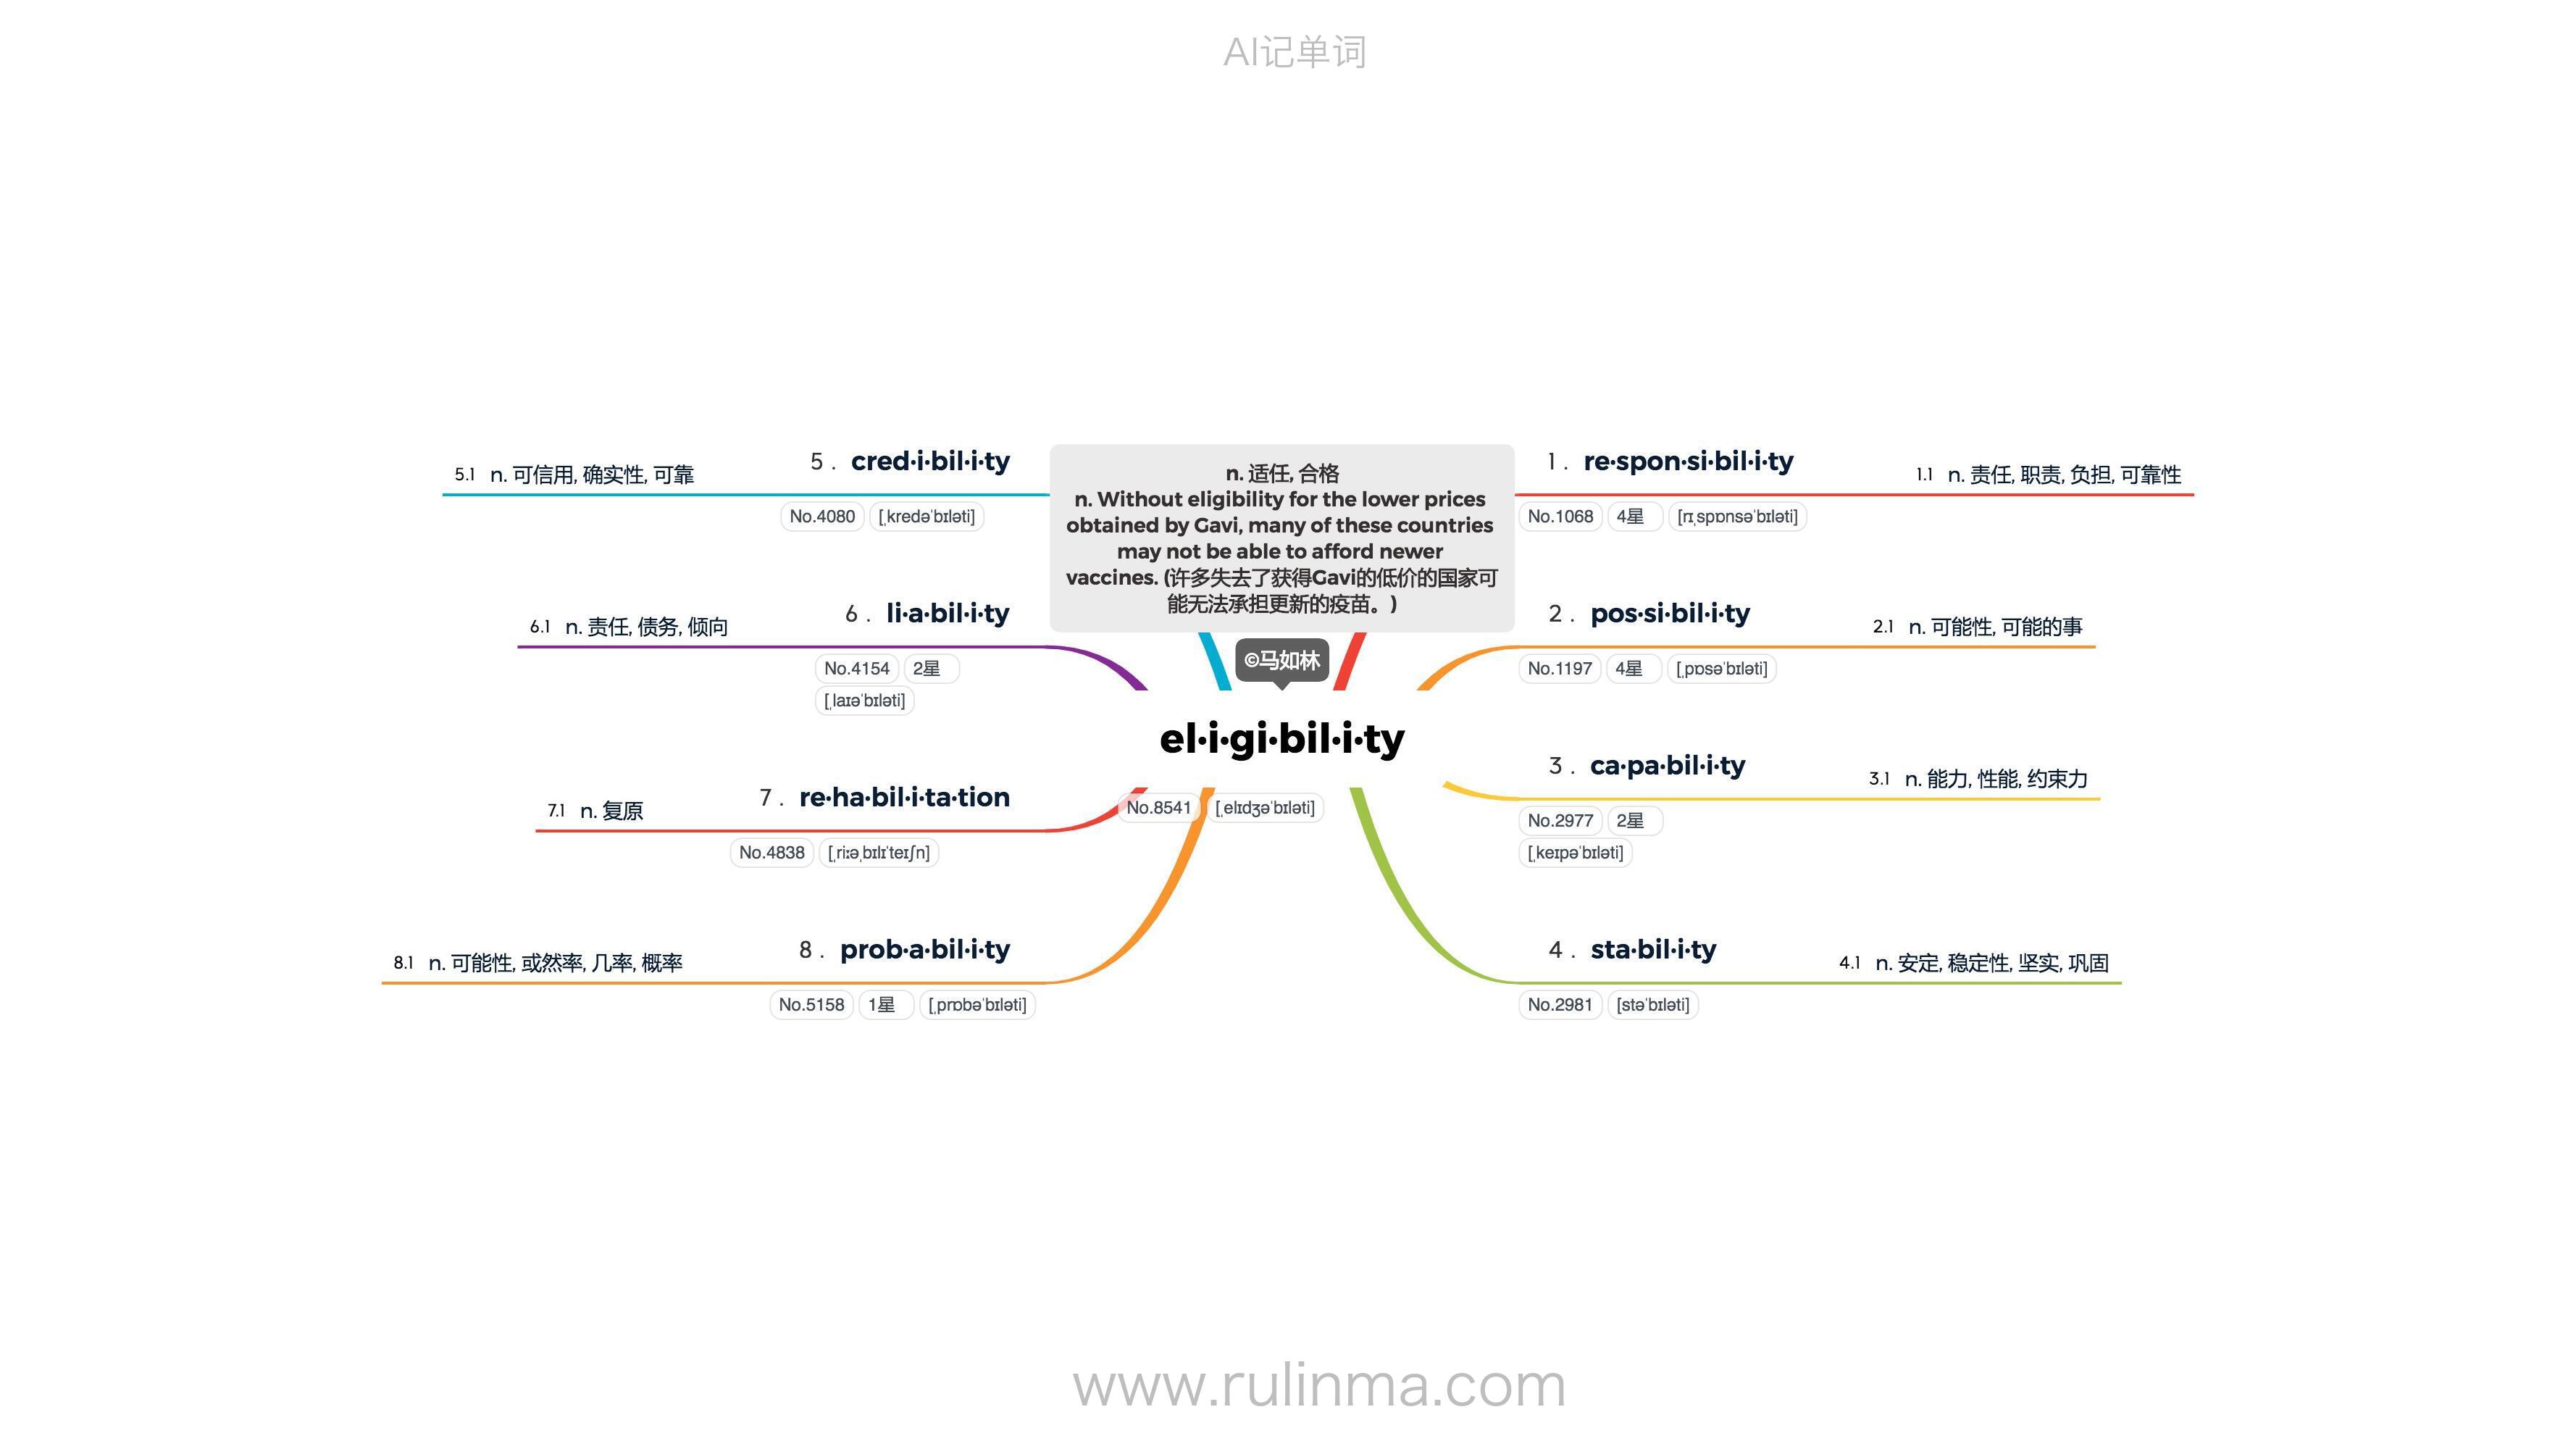 AI记单词
5 . cred·i·bil·i·ty
5.1 n. 可信用, 确实性, 可靠
No.4080 [ˌkredəˈbɪləti]
6 . li·a·bil·i·ty
6.1 n. 责任, 债务, 倾向
No.4154 2星
[ˌlaɪəˈbɪləti]
7 . re·ha·bil·i·ta·tion
7.1 n. 复原
No.4838 [ˌriːəˌbɪlɪˈteɪʃn]
8 . prob·a·bil·i·ty
8.1 n. 可能性, 或然率, 几率, 概率
No.5158 1星 [ˌprɒbəˈbɪləti]
n. 适任, 合格
n. Without eligibility for the lower prices
obtained by Gavi, many of these countries
may not be able to afford newer
vaccines. (许多失去了获得Gavi的低价的国家可
能无法承担更新的疫苗。)
©马如林
el·i·gi·bil·i·ty
No.8541 [ˌelɪdʒəˈbɪləti]
1 . re·spon·si·bil·i·ty
1.1 n. 责任, 职责, 负担, 可靠性
No.1068 4星 [rɪˌspɒnsəˈbɪləti]
2 . pos·si·bil·i·ty
2.1 n. 可能性, 可能的事
No.1197 4星 [ˌpɒsəˈbɪləti]
3 . ca·pa·bil·i·ty
3.1 n. 能力, 性能, 约束力
No.2977 2星
[ˌkeɪpəˈbɪləti]
4 . sta·bil·i·ty
4.1 n. 安定, 稳定性, 坚实, 巩固
No.2981 [stəˈbɪləti]
www.rulinma.com